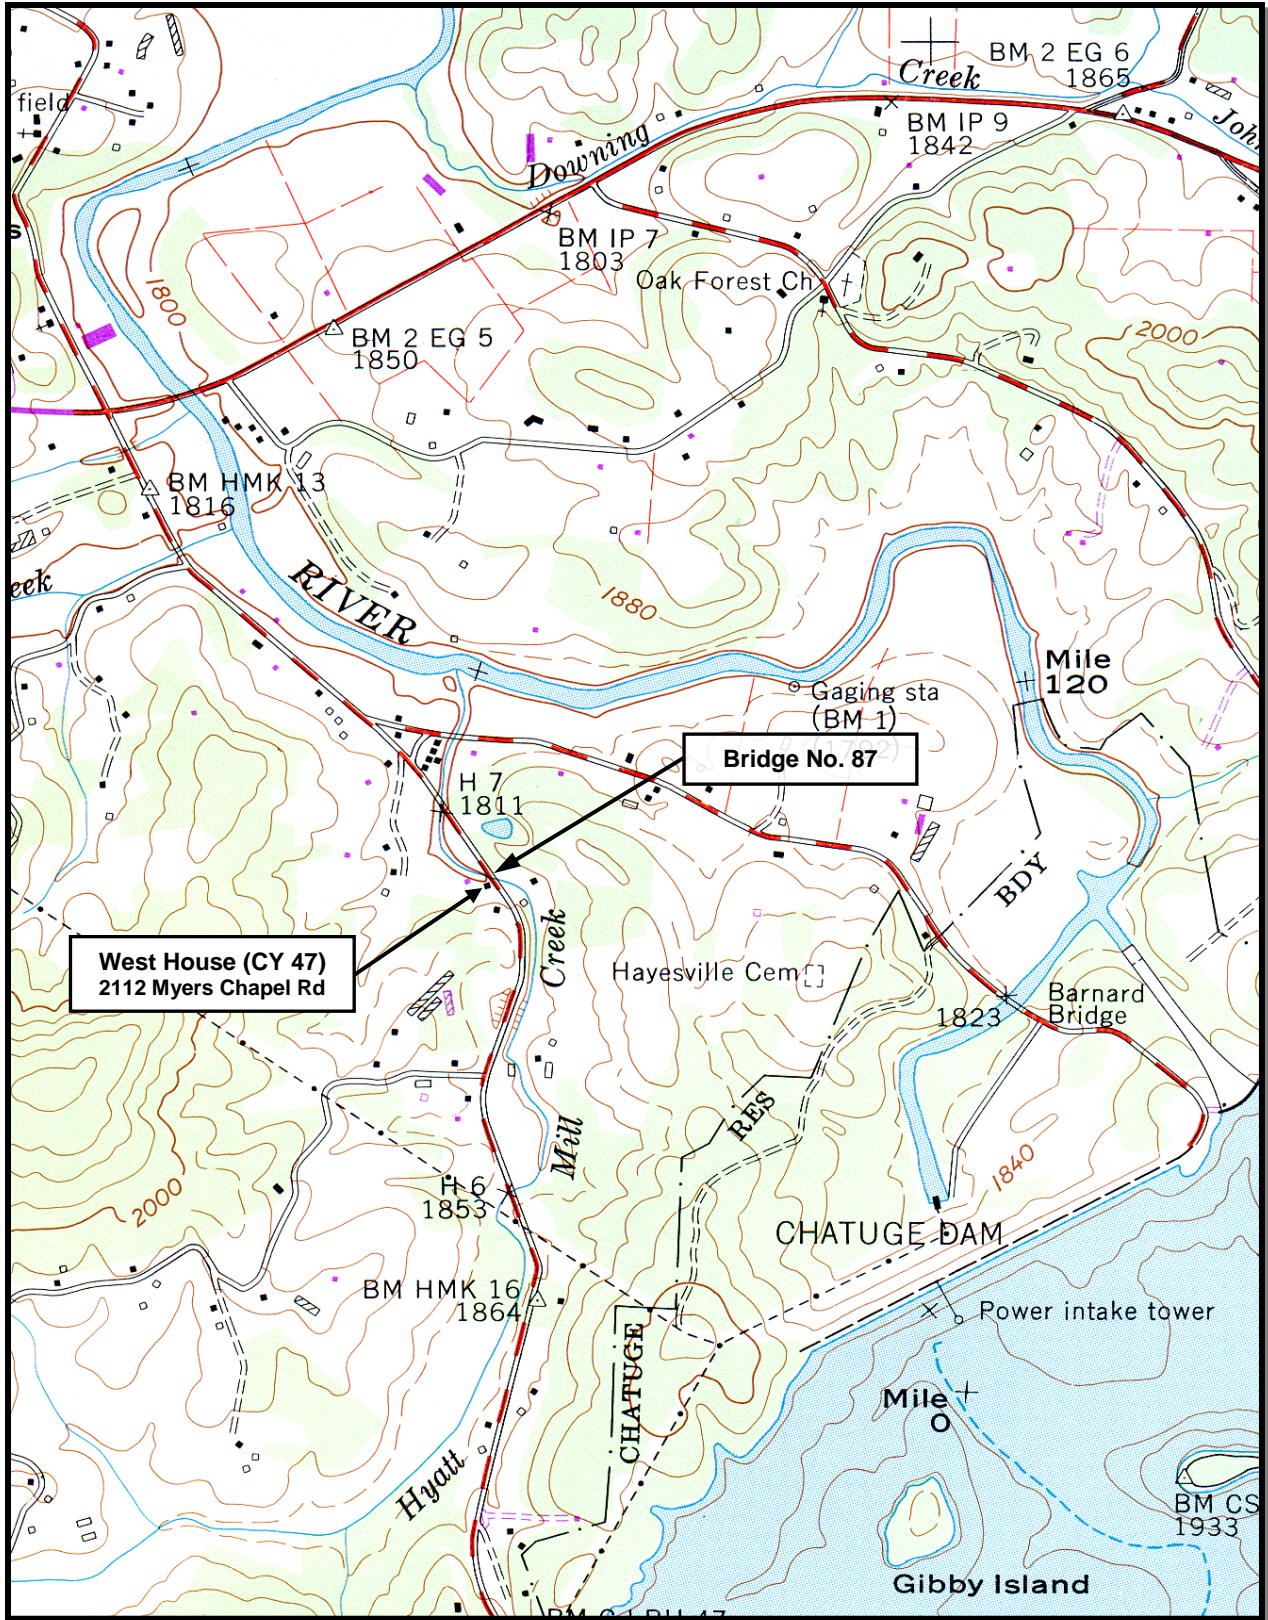 BM 2 EG 6
1865
Creek
field
BM IP 9
1842
Downing
BM IP 7
1803
Oak Forest Ch
1800
BM 2 EG 5
1850
2000
BM HMK 13
1816
eek
RIVER
1880
Mile
120
Gaging sta
(BM 1)
Bridge No. 87
H 7
1811
BDY
West House (CY 47)
2112 Myers Chapel Rd
Creek
Hayesville Cem
Barnard
Bridge
1823
RES
Mill
1840
2000
H 6
1853
CHATUGE DAM
BM HMK 16
1864
Power intake tower
CHATUGE
Mile
0
Hyatt
BM CS
1933
Gibby Island